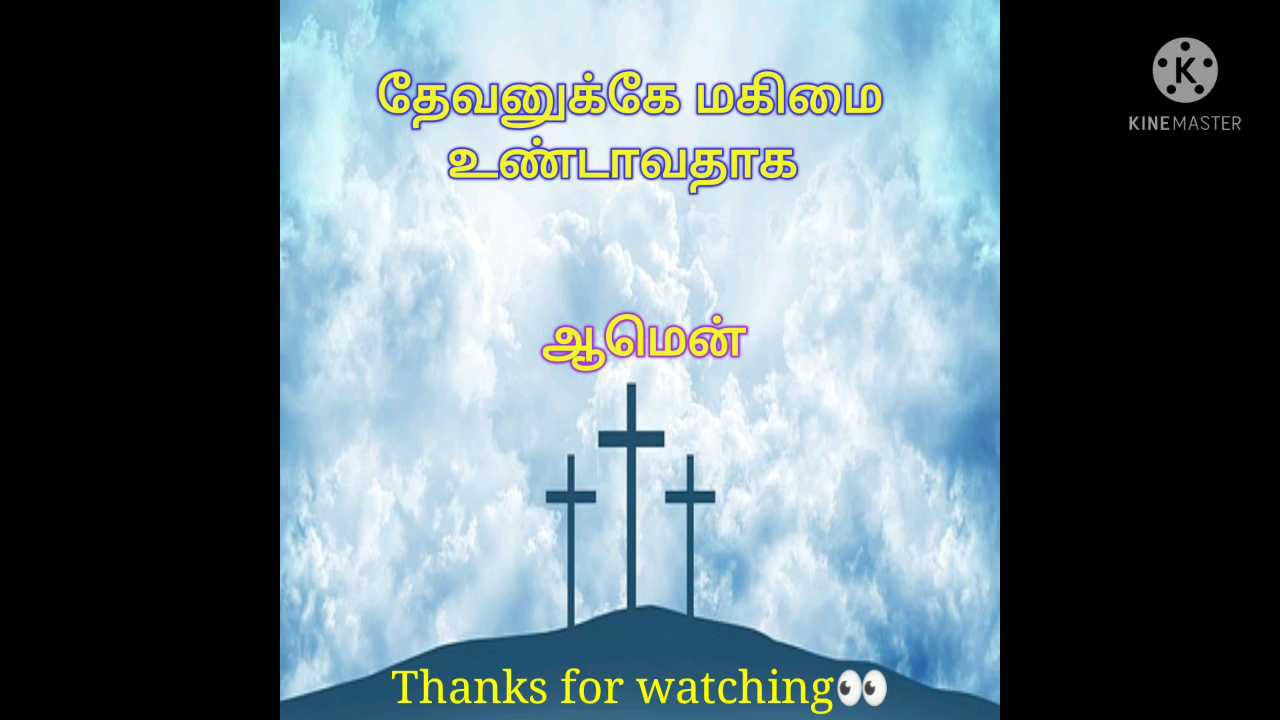 தேவனுக்கே மகிமை
உண்டாவதாக
ஆமென்
Thanks for watching👀
K
KINEMASTER